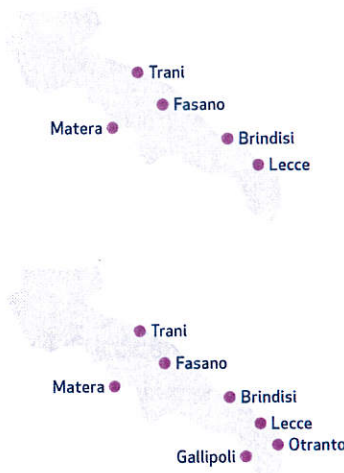 Trani
Fasano
Matera
Brindisi
Lecce
Trani
Fasano
Matera
Brindisi
Lecce
Otranto
Gallipoli